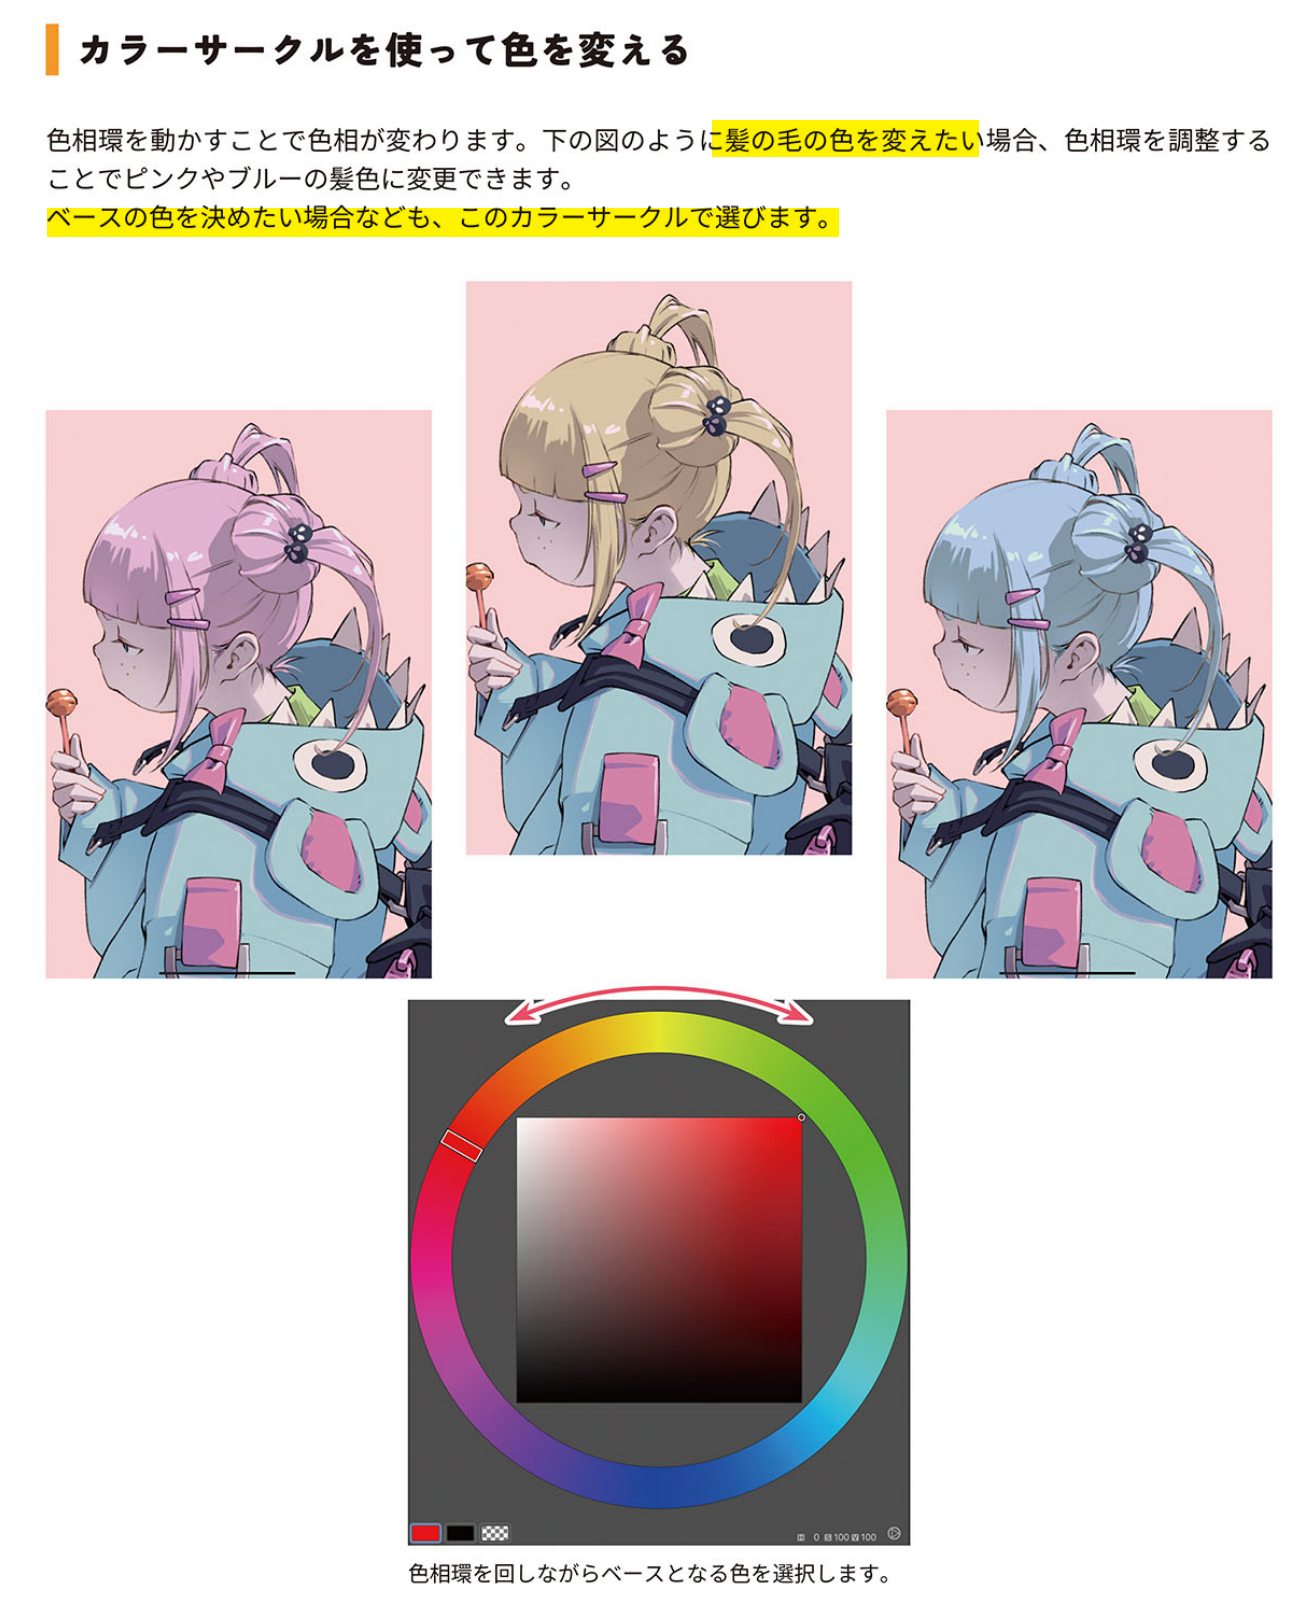 カラーサークルを使って色を変える
色相環を動かすことで色相が変わります。下の図のように髪の毛の色を変えたい場合、色相環を調整する
ことでピンクやブルーの髪色に変更できます。
ベースの色を決めたい場合なども、このカラーサークルで選びます。
H 0 S 100 V 100
色相環を回しながらベースとなる色を選択します。